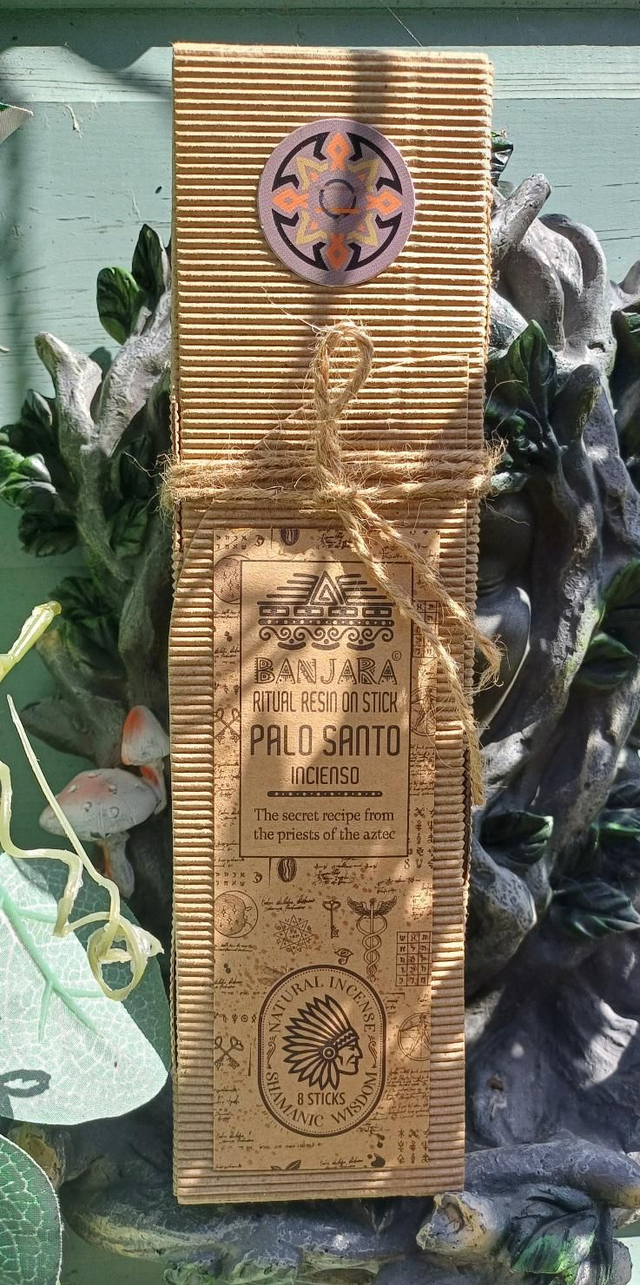 BANJARA©
RITUAL RESIN ON STICK
PALO SANTO
INCIENSO
The secret recipe from
the priests of the aztec
NATURAL INCENSE
8 STICKS
SHAMANIC WISDOM